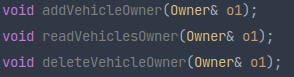 void addVehicleOwner(Owner& o1);
void readVehiclesOwner(Owner& o1);
void deleteVehicleOwner(Owner& o1);